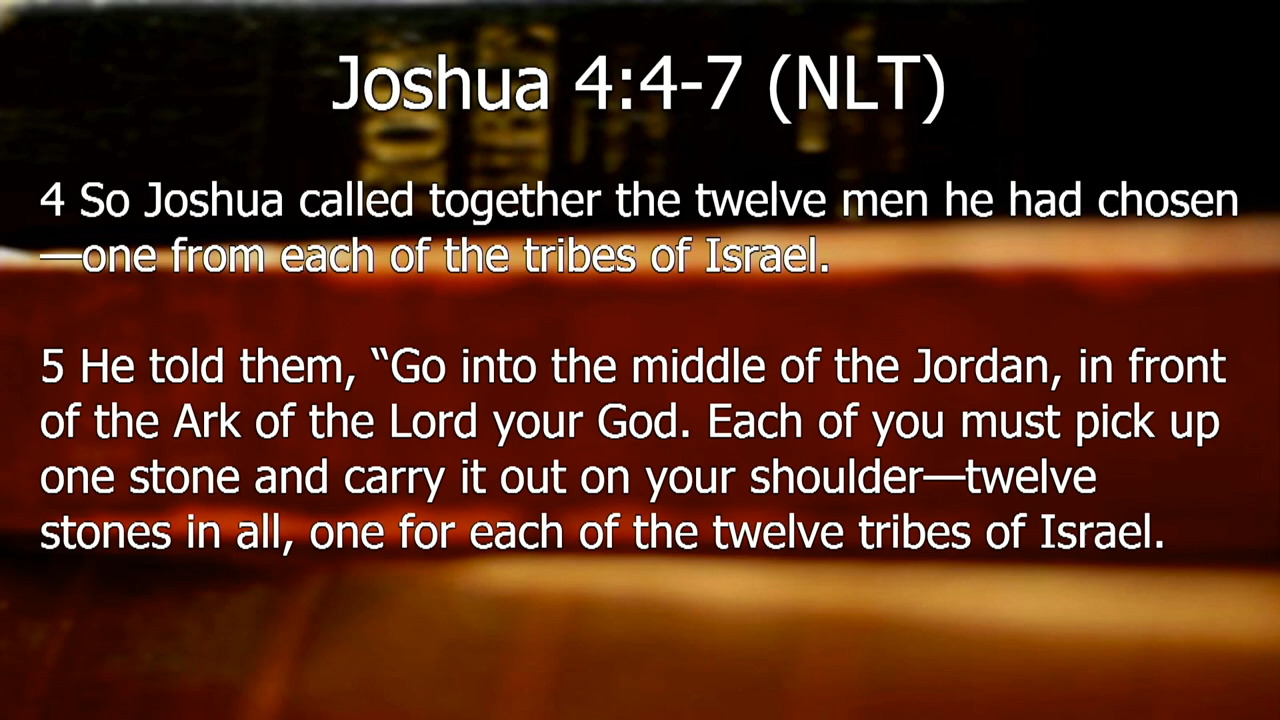 Joshua 4:4-7 (NLT)
4 So Joshua called together the twelve men he had chosen
—one from each of the tribes of Israel.
5 He told them, “Go into the middle of the Jordan, in front
of the Ark of the Lord your God. Each of you must pick up
one stone and carry it out on your shoulder—twelve
stones in all, one for each of the twelve tribes of Israel.